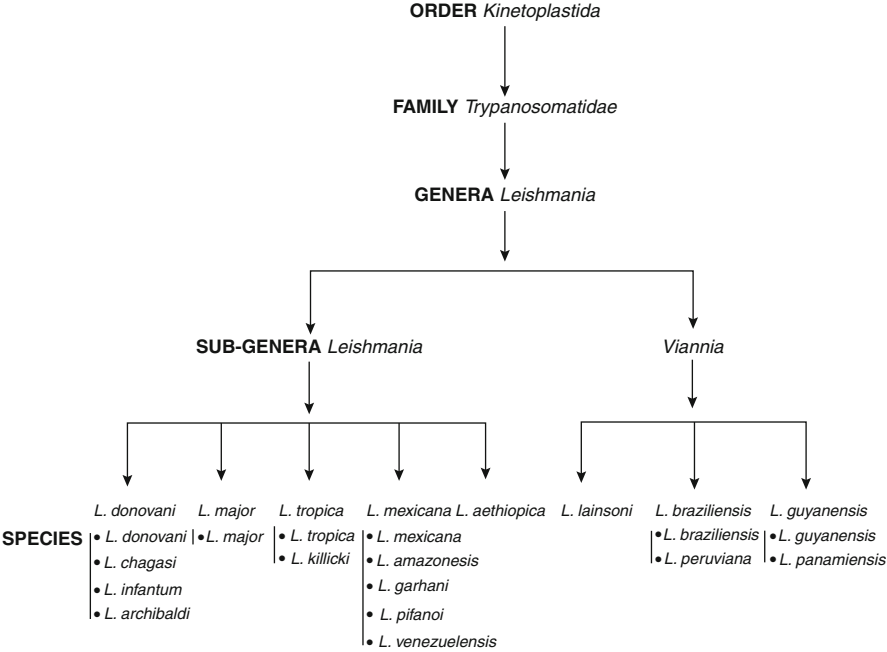 ORDER Kinetoplastida
FAMILY Trypanosomatidae
GENERA Leishmania
SUB-GENERA Leishmania
Viannia
L. donovani L. major L. tropica L. mexicana L. aethiopica L. lainsoni L. braziliensis L. guyanensis
SPECIES • L. donovani • L. major • L. tropica • L. mexicana • L. braziliensis • L. guyanensis
• L. chagasi • L. killicki • L. amazonesis • L. peruviana • L. panamiensis
• L. infantum • L. garhani
• L. archibaldi • L. pifanoi
• L. venezuelensis